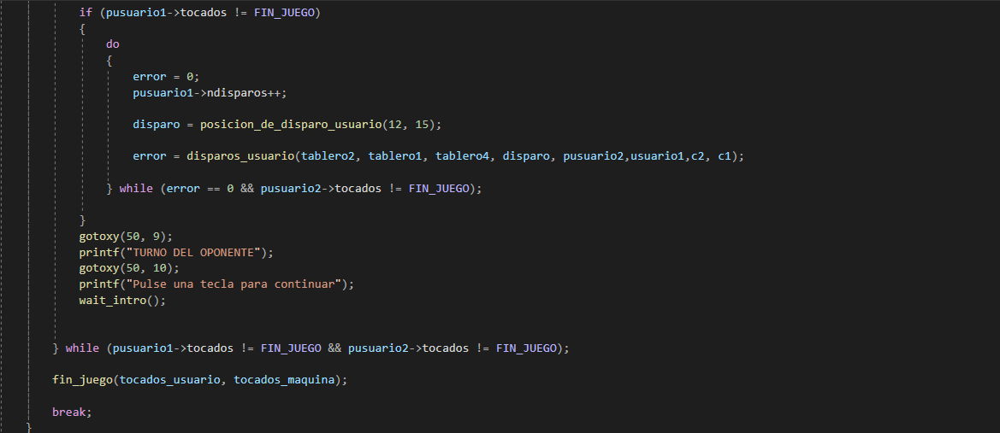 if (pusuario1->tocados != FIN_JUEGO)
{
do
{
error = 0;
pusuario1->ndisparos++;
disparo = posicion_de_disparo_usuario(12, 15);
error = disparos_usuario(tablero2, tablero1, tablero4, disparo, pusuario2,usuario1,c2, c1);
} while (error == 0 && pusuario2->tocados != FIN_JUEGO);
}
gotoxy(50, 9);
printf("TURNO DEL OPONENTE");
gotoxy(50, 10);
printf("Pulse una tecla para continuar");
wait_intro();
} while (pusuario1->tocados != FIN_JUEGO && pusuario2->tocados != FIN_JUEGO);
fin_juego(tocados_usuario, tocados_maquina);
break;
}